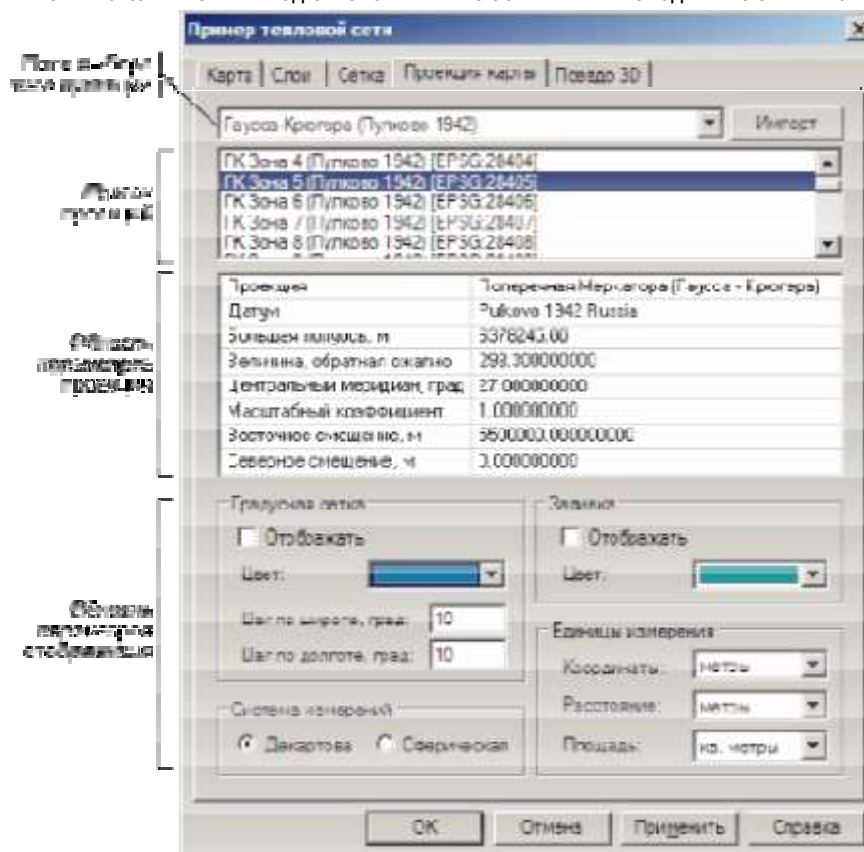 Пример тепловой сети
Карта Слои Сетка Проекция карты Псевдо 3D
Гаусса-Крюгера (Пулково 1942) Импорт
ГК Зона 4 (Пулково 1942) [EPSG:28404]
ГК Зона 5 (Пулково 1942) [EPSG:28405]
ГК Зона 6 (Пулково 1942) [EPSG:28406]
ГК Зона 7 (Пулково 1942) [EPSG:28407]
ГК Зона 8 (Пулково 1942) [EPSG:28408]
Проекция Поперечная Меркатора (Гаусса - Крюгера)
Датум Pulkovo 1942 Russia
Большая полуось, м 6378245.00
Величина, обратная сжатию 298.300000000
Центральный меридиан, град 27.000000000
Масштабный коэффициент 1.000000000
Восточное смещение, м 5500000.000000000
Северное смещение, м 0.000000000
Область параметров проекции
Градусная сетка
Отображать
Цвет:
Шаг по широте, град: 10
Шаг по долготе, град: 10
Заливка
Отображать
Цвет:
Область параметров отображения
Система измерений
Декартова Сферическая
Единицы измерения
Координаты: метры
Расстояние: метры
Площадь: кв. метры
ОК Отмена Применить Справка